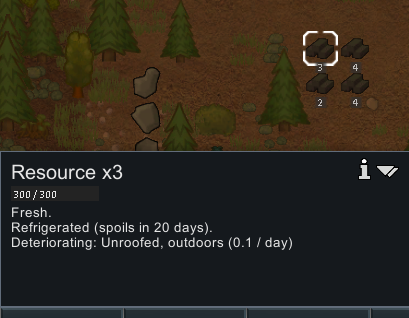 3
4
2
4
Resource x3
300 / 300
Fresh.
Refrigerated (spoils in 20 days).
Deteriorating: Unroofed, outdoors (0.1 / day)